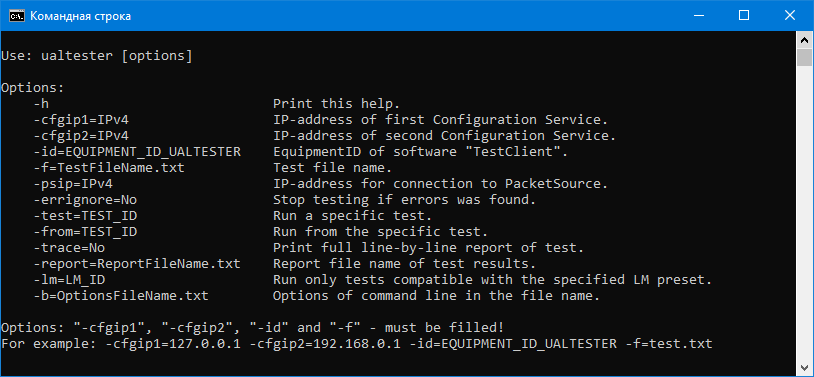 Командная строка
Use: ualtester [options]
Options:
-h Print this help.
-cfgip1=IPv4 IP-address of first Configuration Service.
-cfgip2=IPv4 IP-address of second Configuration Service.
-id=EQUIPMENT_ID_UALTESTER EquipmentID of software "TestClient".
-f=TestFileName.txt Test file name.
-psip=IPv4 IP-address for connection to PacketSource.
-errignore=No Stop testing if errors was found.
-test=TEST_ID Run a specific test.
-from=TEST_ID Run from the specific test.
-trace=No Print full line-by-line report of test.
-report=ReportFileName.txt Report file name of test results.
-lm=LM_ID Run only tests compatible with the specified LM preset.
-b=OptionsFileName.txt Options of command line in the file name.
Options: "-cfgip1", "-cfgip2", "-id" and "-f" - must be filled!
For example: -cfgip1=127.0.0.1 -cfgip2=192.168.0.1 -id=EQUIPMENT_ID_UALTESTER -f=test.txt